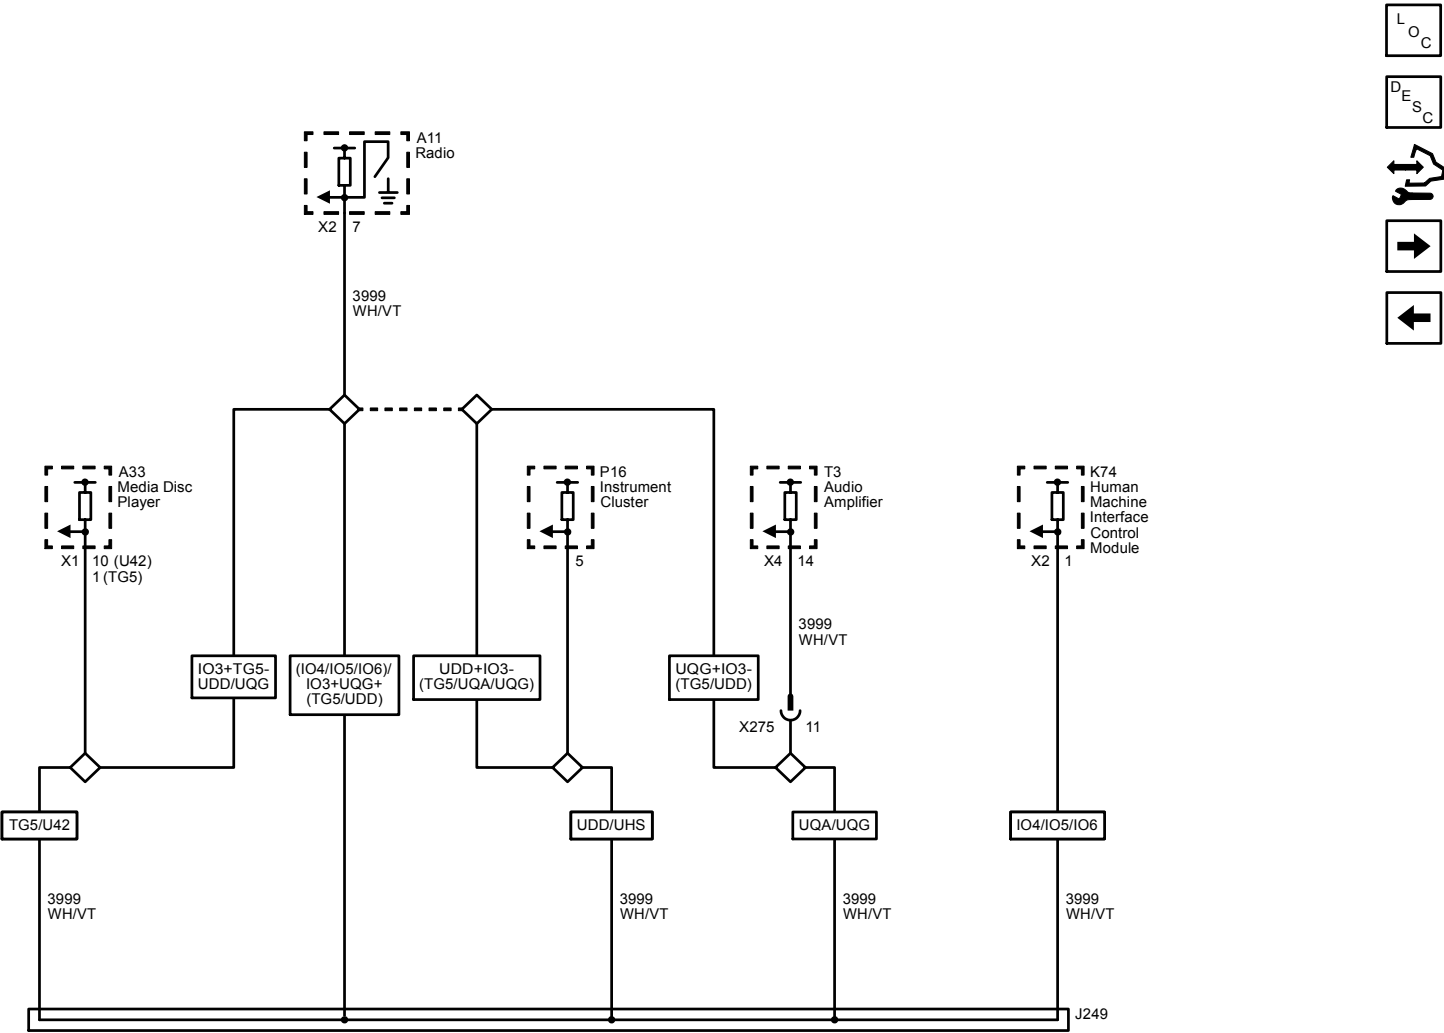 L
O
C
D
E
S
C
A11
Radio
X2 7
3999
WH/VT
A33
Media Disc
Player
X1 10 (U42)
1 (TG5)
P16
Instrument
Cluster
5
T3
Audio
Amplifier
X4 14
K74
Human
Machine
Interface
Control
Module
X2 1
3999
WH/VT
IO3+TG5-
UDD/UQG
(IO4/IO5/IO6)/
IO3+UQG+
(TG5/UDD)
UDD+IO3-
(TG5/UQA/UQG)
UQG+IO3-
(TG5/UDD)
X275 11
TG5/U42
UDD/UHS
UQA/UQG
IO4/IO5/IO6
3999
WH/VT
3999
WH/VT
3999
WH/VT
3999
WH/VT
J249